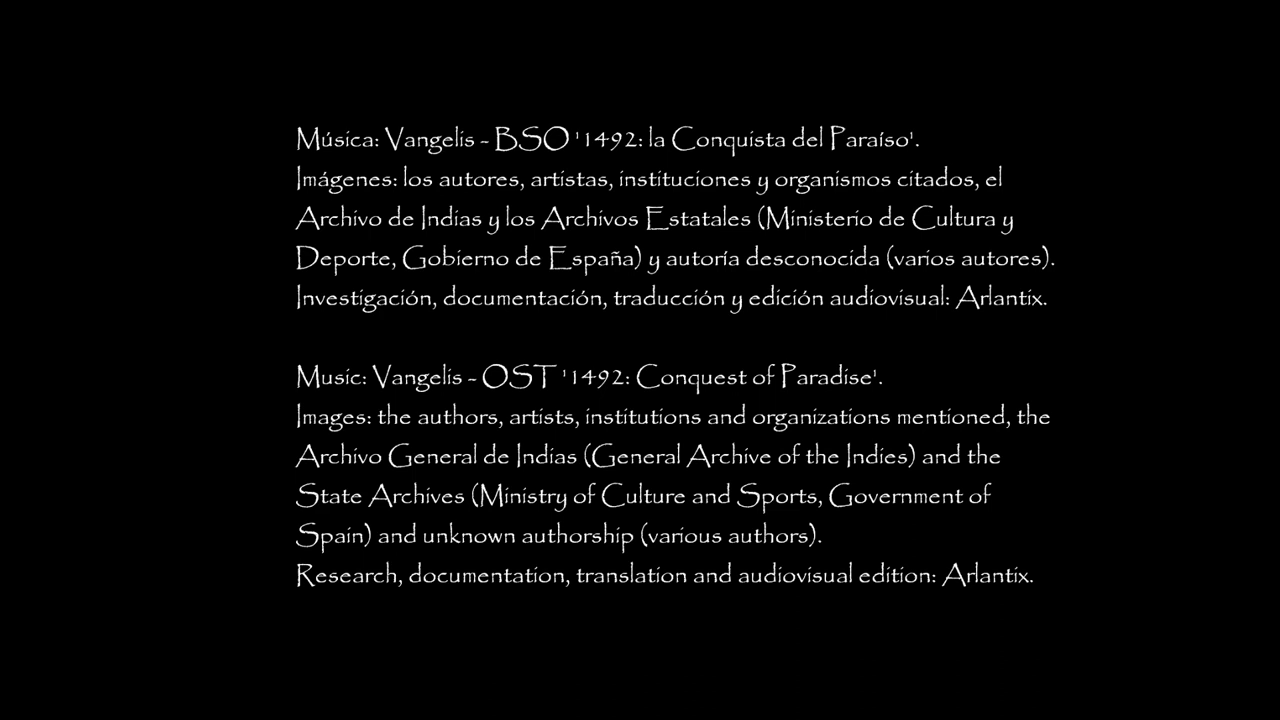 Música: Vangelis - BSO '1492: la Conquista del Paraíso'.
Imágenes: los autores, artistas, instituciones y organismos citados, el
Archivo de Indias y los Archivos Estatales (Ministerio de Cultura y
Deporte, Gobierno de España) y autoría desconocida (varios autores).
Investigación, documentación, traducción y edición audiovisual: Arlantix.
Music: Vangelis - OST '1492: Conquest of Paradise'.
Images: the authors, artists, institutions and organizations mentioned, the
Archivo General de Indias (General Archive of the Indies) and the
State Archives (Ministry of Culture and Sports, Government of
Spain) and unknown authorship (various authors).
Research, documentation, translation and audiovisual edition: Arlantix.